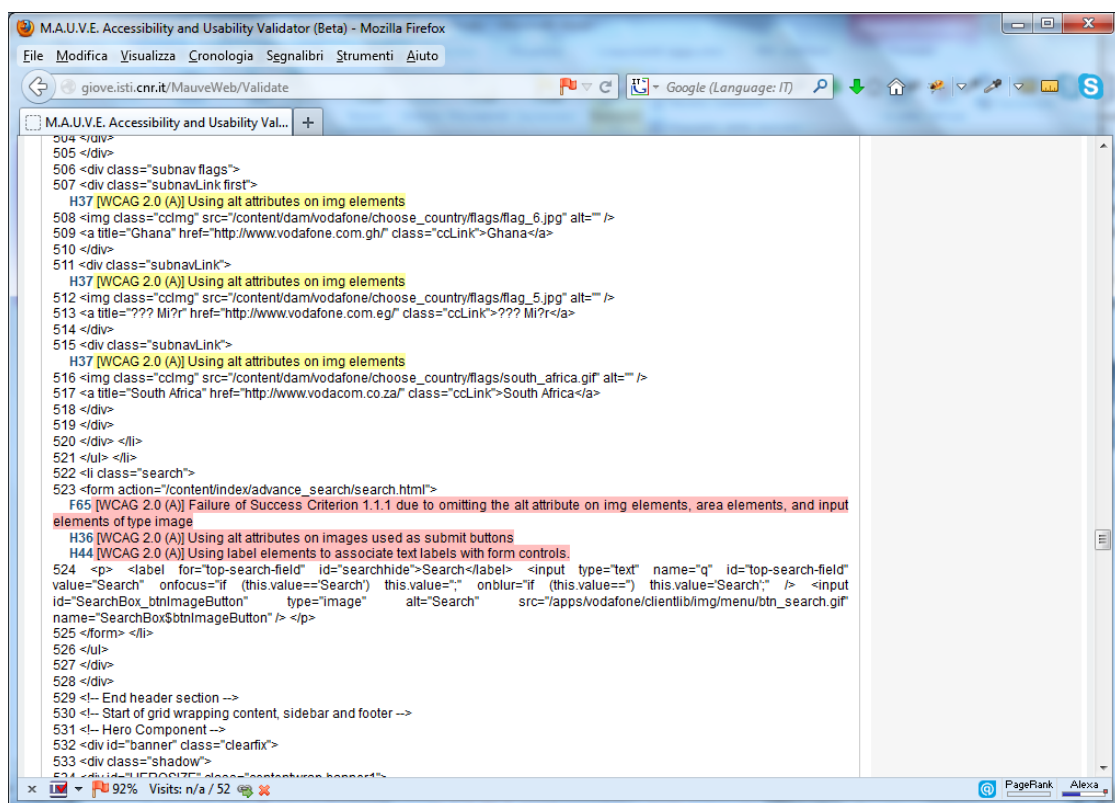 M.A.U.V.E. Accessibility and Usability Validator (Beta) - Mozilla Firefox
File Modifica Visualizza Cronologia Segnalibri Strumenti Aiuto
giove.isti.cnr.it/MauveWeb/Validate Google (Language: IT)
M.A.U.V.E. Accessibility and Usability Val... +
504 </div>
505 </div>
506 <div class="subnav flags">
507 <div class="subnavLink first">
H37 [WCAG 2.0 (A)] Using alt attributes on img elements
508 <img class="ccImg" src="/content/dam/vodafone/choose_country/flags/flag_6.jpg" alt="" />
509 <a title="Ghana" href="http://www.vodafone.com.gh/" class="ccLink">Ghana</a>
510 </div>
511 <div class="subnavLink">
H37 [WCAG 2.0 (A)] Using alt attributes on img elements
512 <img class="ccImg" src="/content/dam/vodafone/choose_country/flags/flag_5.jpg" alt="" />
513 <a title="??? Mi?r" href="http://www.vodafone.com.eg/" class="ccLink">??? Mi?r</a>
514 </div>
515 <div class="subnavLink">
H37 [WCAG 2.0 (A)] Using alt attributes on img elements
516 <img class="ccImg" src="/content/dam/vodafone/choose_country/flags/south_africa.gif" alt="" />
517 <a title="South Africa" href="http://www.vodacom.co.za/" class="ccLink">South Africa</a>
518 </div>
519 </div>
520 </div> </li>
521 </ul> </li>
522 <li class="search">
523 <form action="/content/index/advance_search/search.html">
F65 [WCAG 2.0 (A)] Failure of Success Criterion 1.1.1 due to omitting the alt attribute on img elements, area elements, and input
elements of type image
H36 [WCAG 2.0 (A)] Using alt attributes on images used as submit buttons
H44 [WCAG 2.0 (A)] Using label elements to associate text labels with form controls.
524 <p> <label for="top-search-field" id="searchhide">Search</label> <input type="text" name="q" id="top-search-field"
value="Search" onfocus="if (this.value=='Search') this.value='';" onblur="if (this.value=='') this.value='Search';" /> <input
id="SearchBox_btnImageButton" type="image" alt="Search" src="/apps/vodafone/clientlib/img/menu/btn_search.gif"
name="SearchBox$btnImageButton" /> </p>
525 </form> </li>
526 </ul>
527 </div>
528 </div>
529 <!-- End header section -->
530 <!-- Start of grid wrapping content, sidebar and footer -->
531 <!-- Hero Component -->
532 <div id="banner" class="clearfix">
533 <div class="shadow">
534 <div id="HEROSIZE" class="contentwrap banner1">
92% Visits: n/a / 52 PageRank Alexa